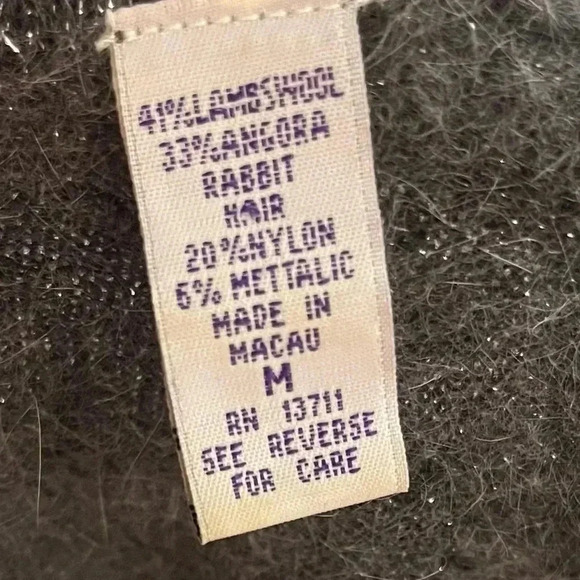 41%LAMBSWOOL
33%ANGORA
RABBIT
HAIR
20%NYLON
6% METTALIC
MADE IN
MACAU
M
RN 13711
SEE REVERSE
FOR CARE